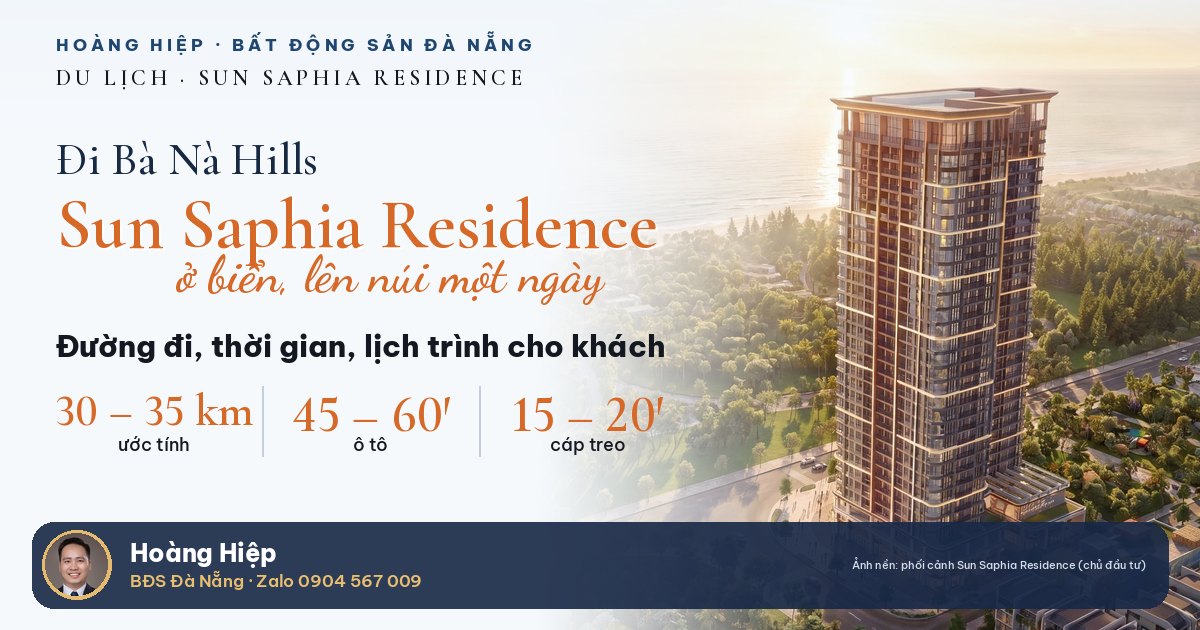 HOÀNG HIỆP · BẤT ĐỘNG SẢN ĐÀ NẴNG
DU LỊCH · SUN SAPHIA RESIDENCE
Đi Bà Nà Hills
Sun Saphia Residence
ở biển, lên núi một ngày
Đường đi, thời gian, lịch trình cho khách
30 – 35 km
ước tính
45 – 60'
ô tô
15 – 20'
cáp treo
Hoàng Hiệp
BĐS Đà Nẵng · Zalo 0904 567 009
Ảnh nền: phối cảnh Sun Saphia Residence (chủ đầu tư)